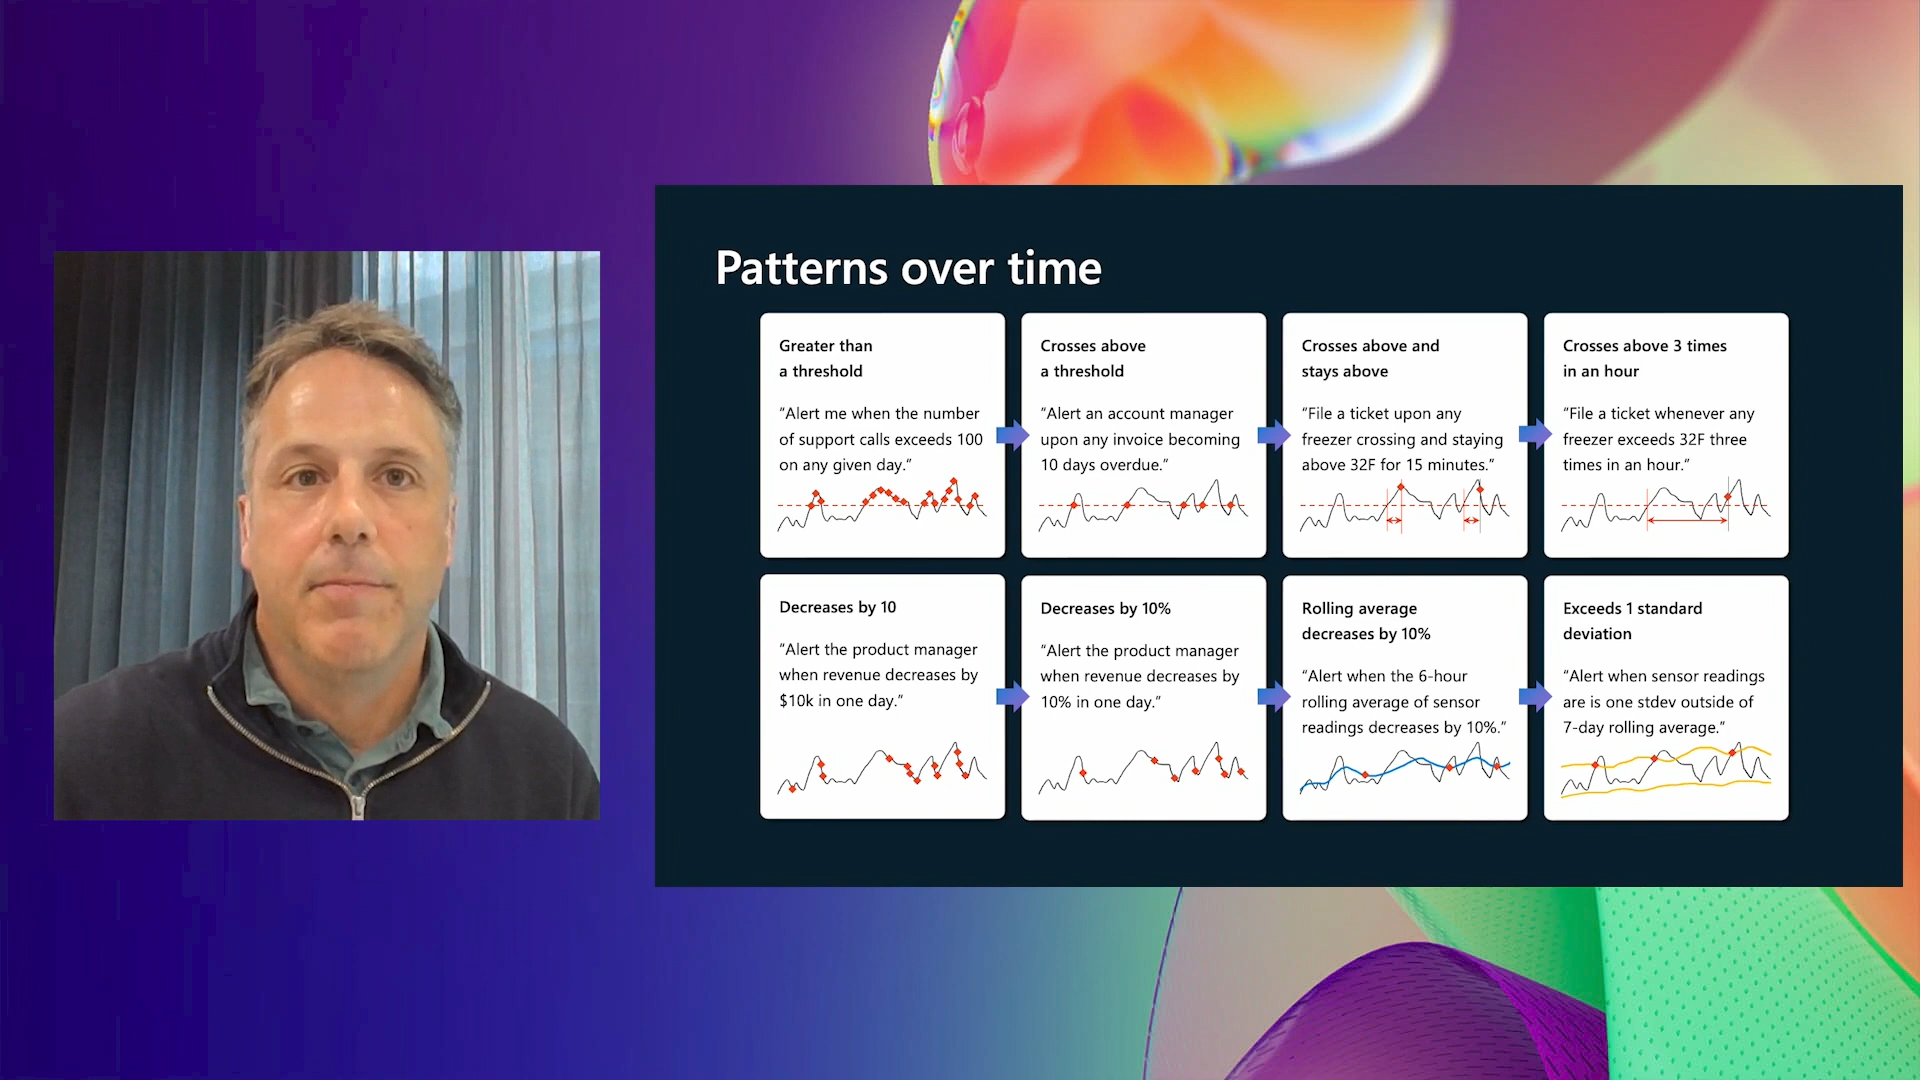 Patterns over time
Greater than
a threshold
“Alert me when the number
of support calls exceeds 100
on any given day.”
Crosses above
a threshold
“Alert an account manager
upon any invoice becoming
10 days overdue.”
Crosses above and
stays above
“File a ticket upon any
freezer crossing and staying
above 32F for 15 minutes.”
Crosses above 3 times
in an hour
“File a ticket whenever any
freezer exceeds 32F three
times in an hour.”
Decreases by 10
“Alert the product manager
when revenue decreases by
$10k in one day.”
Decreases by 10%
“Alert the product manager
when revenue decreases by
10% in one day.”
Rolling average
decreases by 10%
“Alert when the 6-hour
rolling average of sensor
readings decreases by 10%.”
Exceeds 1 standard
deviation
“Alert when sensor readings
are is one stdev outside of
7-day rolling average.”